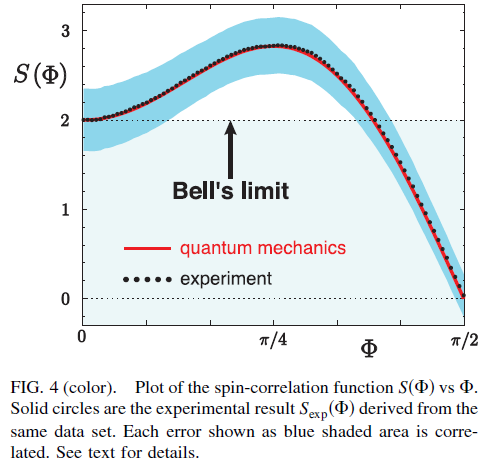 3
S(Φ)
2
Bell's limit
1
quantum mechanics
experiment
0
0 π/4 Φ π/2
FIG. 4 (color). Plot of the spin-correlation function S(Φ) vs Φ.
Solid circles are the experimental result Sexp(Φ) derived from the
same data set. Each error shown as blue shaded area is corre-
lated. See text for details.